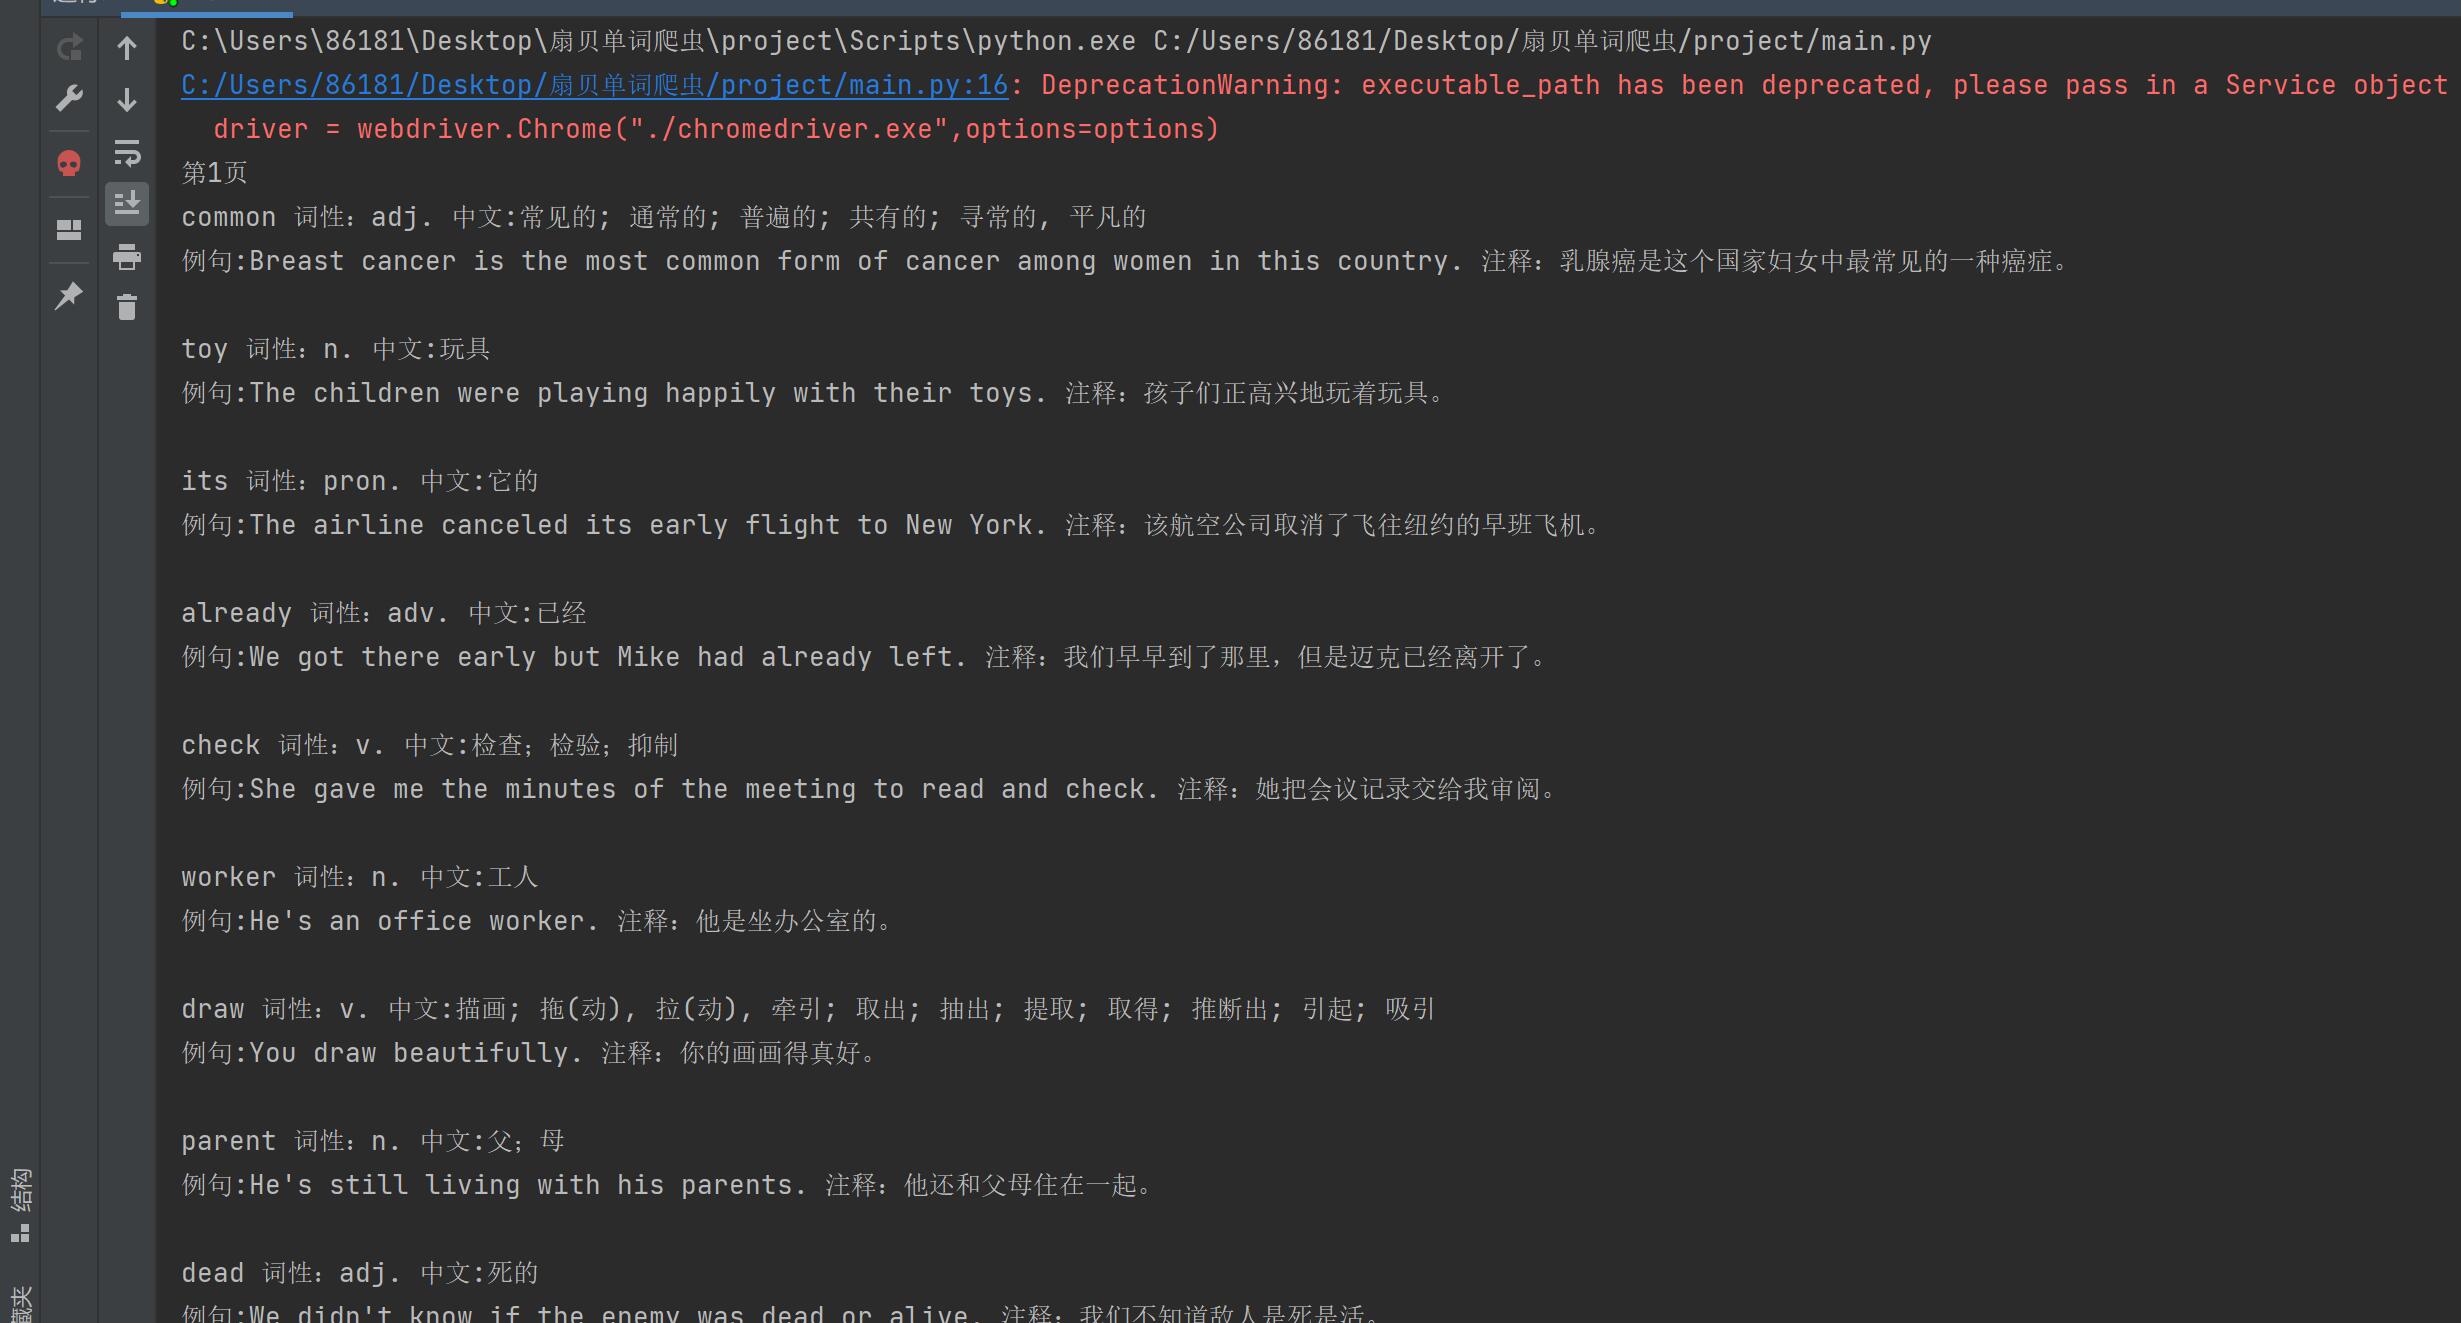 C:\Users\86181\Desktop\扇贝单词爬虫\project\Scripts\python.exe C:/Users/86181/Desktop/扇贝单词爬虫/project/main.py
C:/Users/86181/Desktop/扇贝单词爬虫/project/main.py:16: DeprecationWarning: executable_path has been deprecated, please pass in a Service object
driver = webdriver.Chrome("./chromedriver.exe",options=options)
第1页
common 词性：adj. 中文:常见的; 通常的; 普遍的; 共有的; 寻常的, 平凡的
例句:Breast cancer is the most common form of cancer among women in this country. 注释：乳腺癌是这个国家妇女中最常见的一种癌症。
toy 词性：n. 中文:玩具
例句:The children were playing happily with their toys. 注释：孩子们正高兴地玩着玩具。
its 词性：pron. 中文:它的
例句:The airline canceled its early flight to New York. 注释：该航空公司取消了飞往纽约的早班飞机。
already 词性：adv. 中文:已经
例句:We got there early but Mike had already left. 注释：我们早早到了那里，但是迈克已经离开了。
check 词性：v. 中文:检查；检验；抑制
例句:She gave me the minutes of the meeting to read and check. 注释：她把会议记录交给我审阅。
worker 词性：n. 中文:工人
例句:He's an office worker. 注释：他是坐办公室的。
draw 词性：v. 中文:描画; 拖(动), 拉(动), 牵引; 取出; 抽出; 提取; 取得; 推断出; 引起; 吸引
例句:You draw beautifully. 注释：你的画画得真好。
parent 词性：n. 中文:父；母
例句:He's still living with his parents. 注释：他还和父母住在一起。
dead 词性：adj. 中文:死的
例句:We didn't know if the enemy was dead or alive. 注释：我们不知道敌人是死是活。
结构